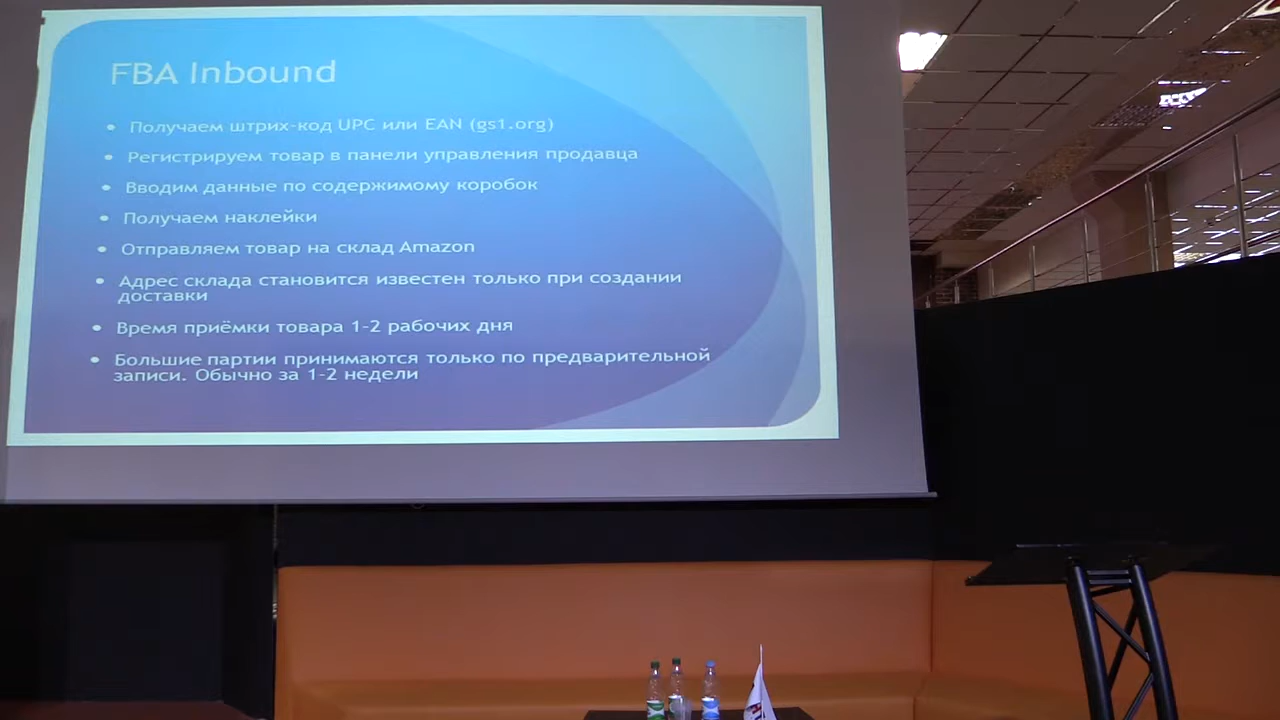 FBA Inbound
• Получаем штрих-код UPC или EAN (gs1.org)
• Регистрируем товар в панели управления продавца
• Вводим данные по содержимому коробок
• Получаем наклейки
• Отправляем товар на склад Amazon
• Адрес склада становится известен только при создании
доставки
• Время приёмки товара 1-2 рабочих дня
• Большие партии принимаются только по предварительной
записи. Обычно за 1-2 недели